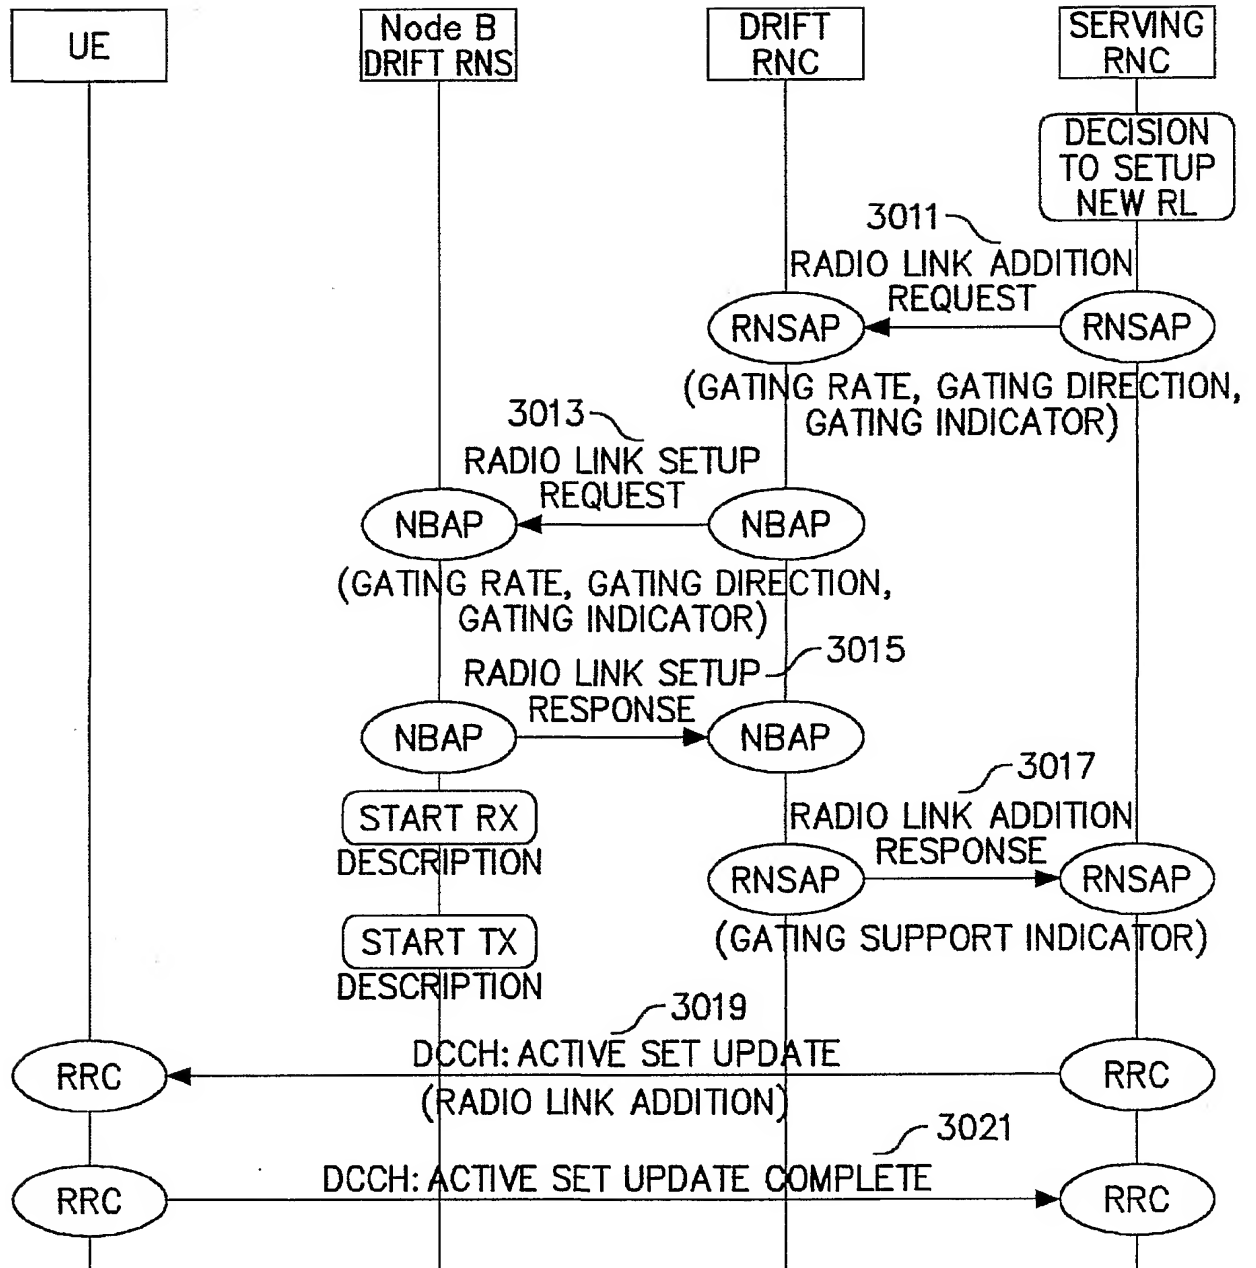 UE
Node B
DRIFT RNS
DRIFT
RNC
SERVING
RNC
DECISION
TO SETUP
NEW RL
3011
RADIO LINK ADDITION
REQUEST
RNSAP
RNSAP
(GATING RATE, GATING DIRECTION,
GATING INDICATOR)
3013
RADIO LINK SETUP
REQUEST
NBAP
NBAP
(GATING RATE, GATING DIRECTION,
GATING INDICATOR)
3015
RADIO LINK SETUP
RESPONSE
NBAP
NBAP
3017
START RX
DESCRIPTION
RADIO LINK ADDITION
RESPONSE
RNSAP
RNSAP
(GATING SUPPORT INDICATOR)
START TX
DESCRIPTION
3019
DCCH: ACTIVE SET UPDATE
RRC
RRC
(RADIO LINK ADDITION)
3021
DCCH: ACTIVE SET UPDATE COMPLETE
RRC
RRC